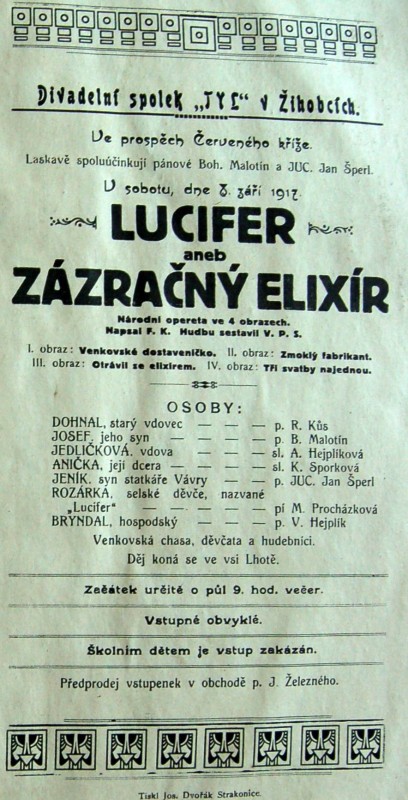 Divadelní spolek „TYL“ v Žihobcích.
Ve prospěch Červeného kříže.
Laskavě spoluúčinkují pánové Boh. Malotín a JUC. Jan Šperl.
V sobotu, dne 8. září 1917.
LUCIFER
aneb
ZÁZRAČNÝ ELIXÍR
Národní opereta ve 4 obrazech.
Napsal F. K. Hudbu sestavil V. P. S.
I. obraz: Venkovské dostaveníčko. II. obraz: Zmoklý fabrikant.
III. obraz: Otrávil se elixírem. IV. obraz: Tři svatby najednou.
OSOBY:
DOHNAL, starý vdovec — — — p. R. Kůs
JOSEF, jeho syn — — — — p. B. Malotín
JEDLIČKOVÁ, vdova — — — sl. A. Hejplíková
ANIČKA, její dcera — — — — sl. K. Sporková
JENÍK, syn statkáře Vávry — — p. JUC. Jan Šperl
ROZÁRKA, selské děvče, nazvané
„Lucifer“ — — — — — pí M. Procházková
BRYNDAL, hospodský — — — p. V. Hejplík
Venkovská chasa, děvčata a hudebníci.
Děj koná se ve vsi Lhotě.
Začátek určitě o půl 9. hod. večer.
Vstupné obvyklé.
Školním dětem je vstup zakázán.
Předprodej vstupenek v obchodě p. J. Železného.
Tiskl Jos. Dvořák Strakonice.